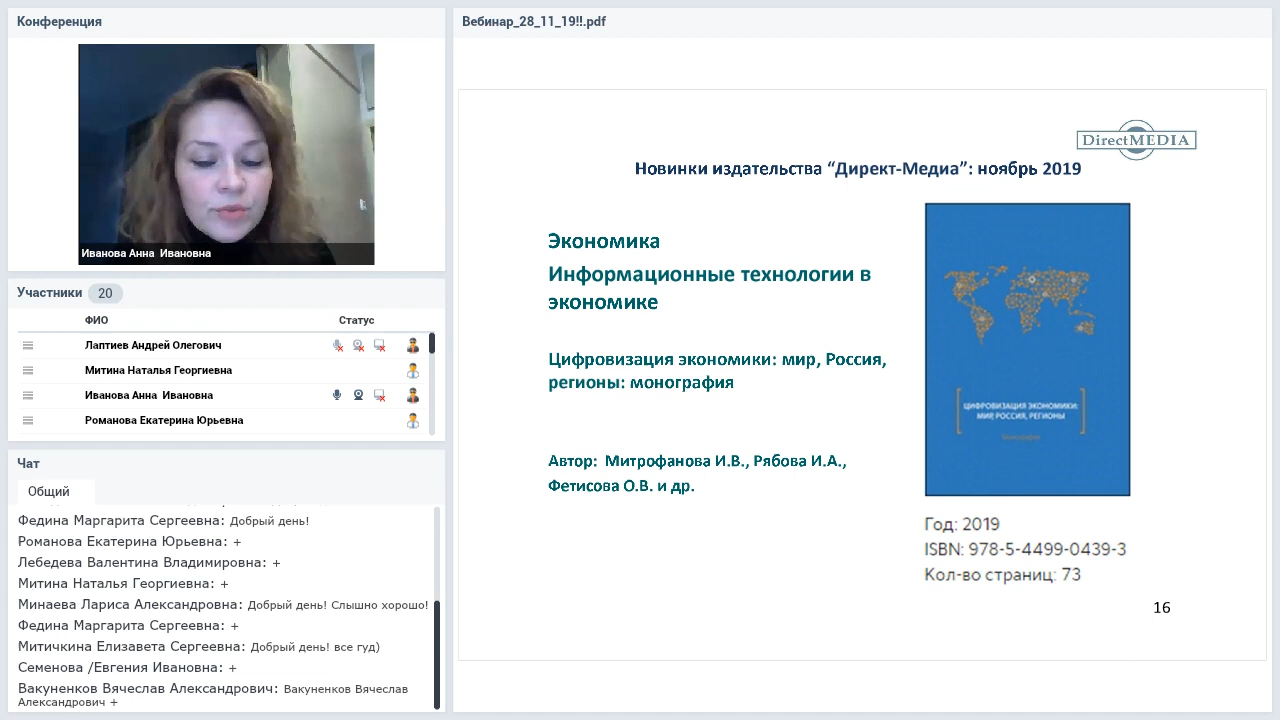 Конференция
Иванова Анна Ивановна
Участники 20
ФИО Статус
Лаптиев Андрей Олегович
Митина Наталья Георгиевна
Иванова Анна Ивановна
Романова Екатерина Юрьевна
Чат
Общий
Федина Маргарита Сергеевна: Добрый день!
Романова Екатерина Юрьевна: +
Лебедева Валентина Владимировна: +
Митина Наталья Георгиевна: +
Минаева Лариса Александровна: Добрый день! Слышно хорошо!
Федина Маргарита Сергеевна: +
Митичкина Елизавета Сергеевна: Добрый день! все гуд)
Семенова /Евгения Ивановна: +
Вакуненков Вячеслав Александрович: Вакуненков Вячеслав
Александрович +
Вебинар_28_11_19!!.pdf
DirectMEDIA
Новинки издательства “Директ-Медиа”: ноябрь 2019
Экономика
Информационные технологии в
экономике
Цифровизация экономики: мир, Россия,
регионы: монография
Автор: Митрофанова И.В., Рябова И.А.,
Фетисова О.В. и др.
ЦИФРОВИЗАЦИЯ ЭКОНОМИКИ:
МИР, РОССИЯ, РЕГИОНЫ
Монография
Год: 2019
ISBN: 978-5-4499-0439-3
Кол-во страниц: 73
16